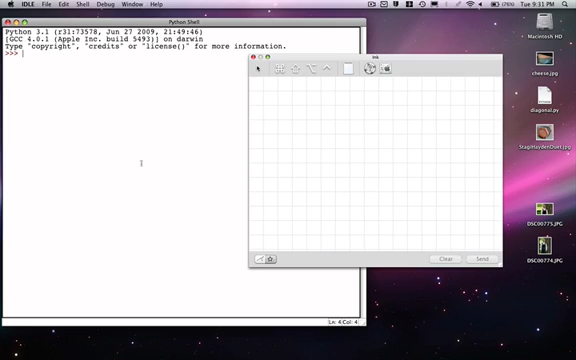 IDLE File Edit Shell Debug Window Help
Tue 9:31 PM
Python Shell
Python 3.1 (r31:73578, Jun 27 2009, 21:49:46)
[GCC 4.0.1 (Apple Inc. build 5493)] on darwin
Type "copyright", "credits" or "license()" for more information.
>>>
Ln: 4 Col: 4
Ink
Clear Send
Macintosh HD
cheese.jpg
diagonal.py
StagiHaydenDuet.jpg
DSC00775.JPG
DSC00774.JPG